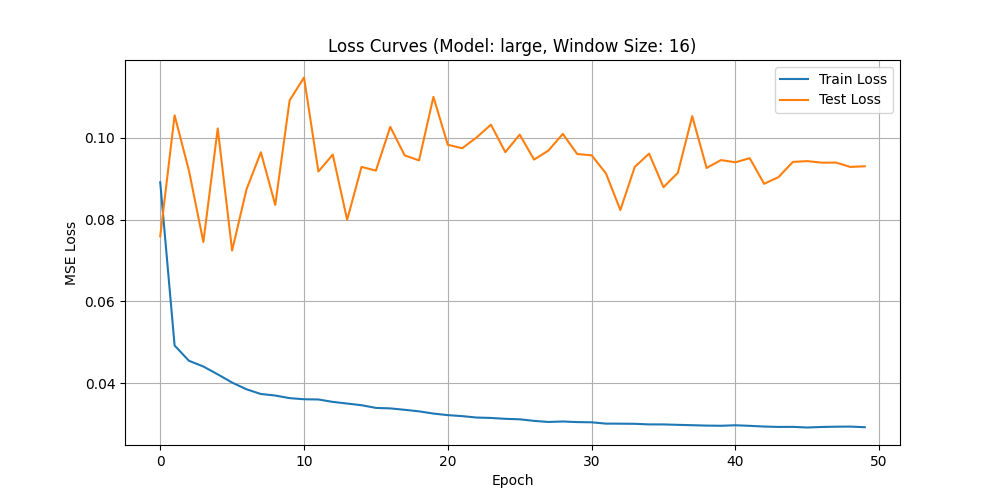 Loss Curves (Model: large, Window Size: 16)
Train Loss
Test Loss
MSE Loss
0.10
0.08
0.06
0.04
0 10 20 30 40 50
Epoch